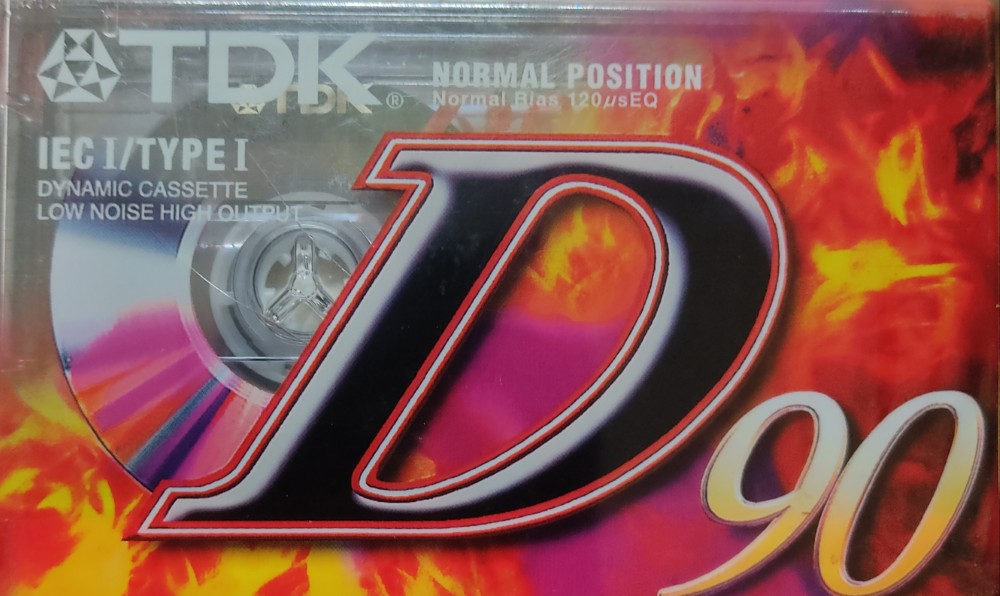 TDK®
TDK
NORMAL POSITION
Normal Bias 120µsEQ
IEC I/TYPE I
DYNAMIC CASSETTE
LOW NOISE HIGH OUTPUT
D
90